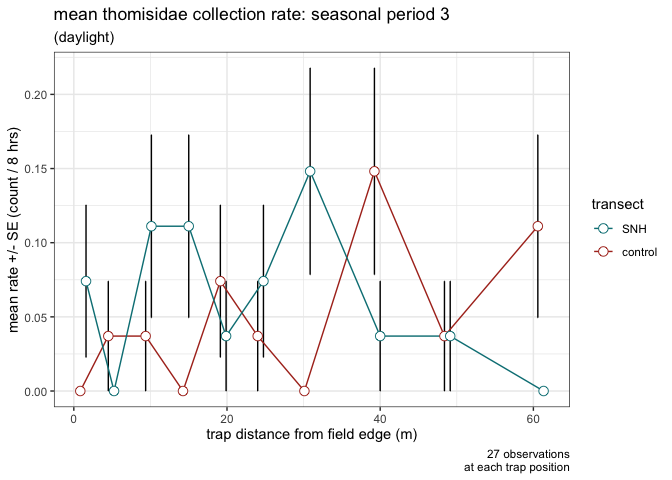 mean thomisidae collection rate: seasonal period 3
(daylight)
mean rate +/- SE (count / 8 hrs)
0.20
0.15
0.10
0.05
0.00
0
20
40
60
trap distance from field edge (m)
transect
SNH
control
27 observations
at each trap position